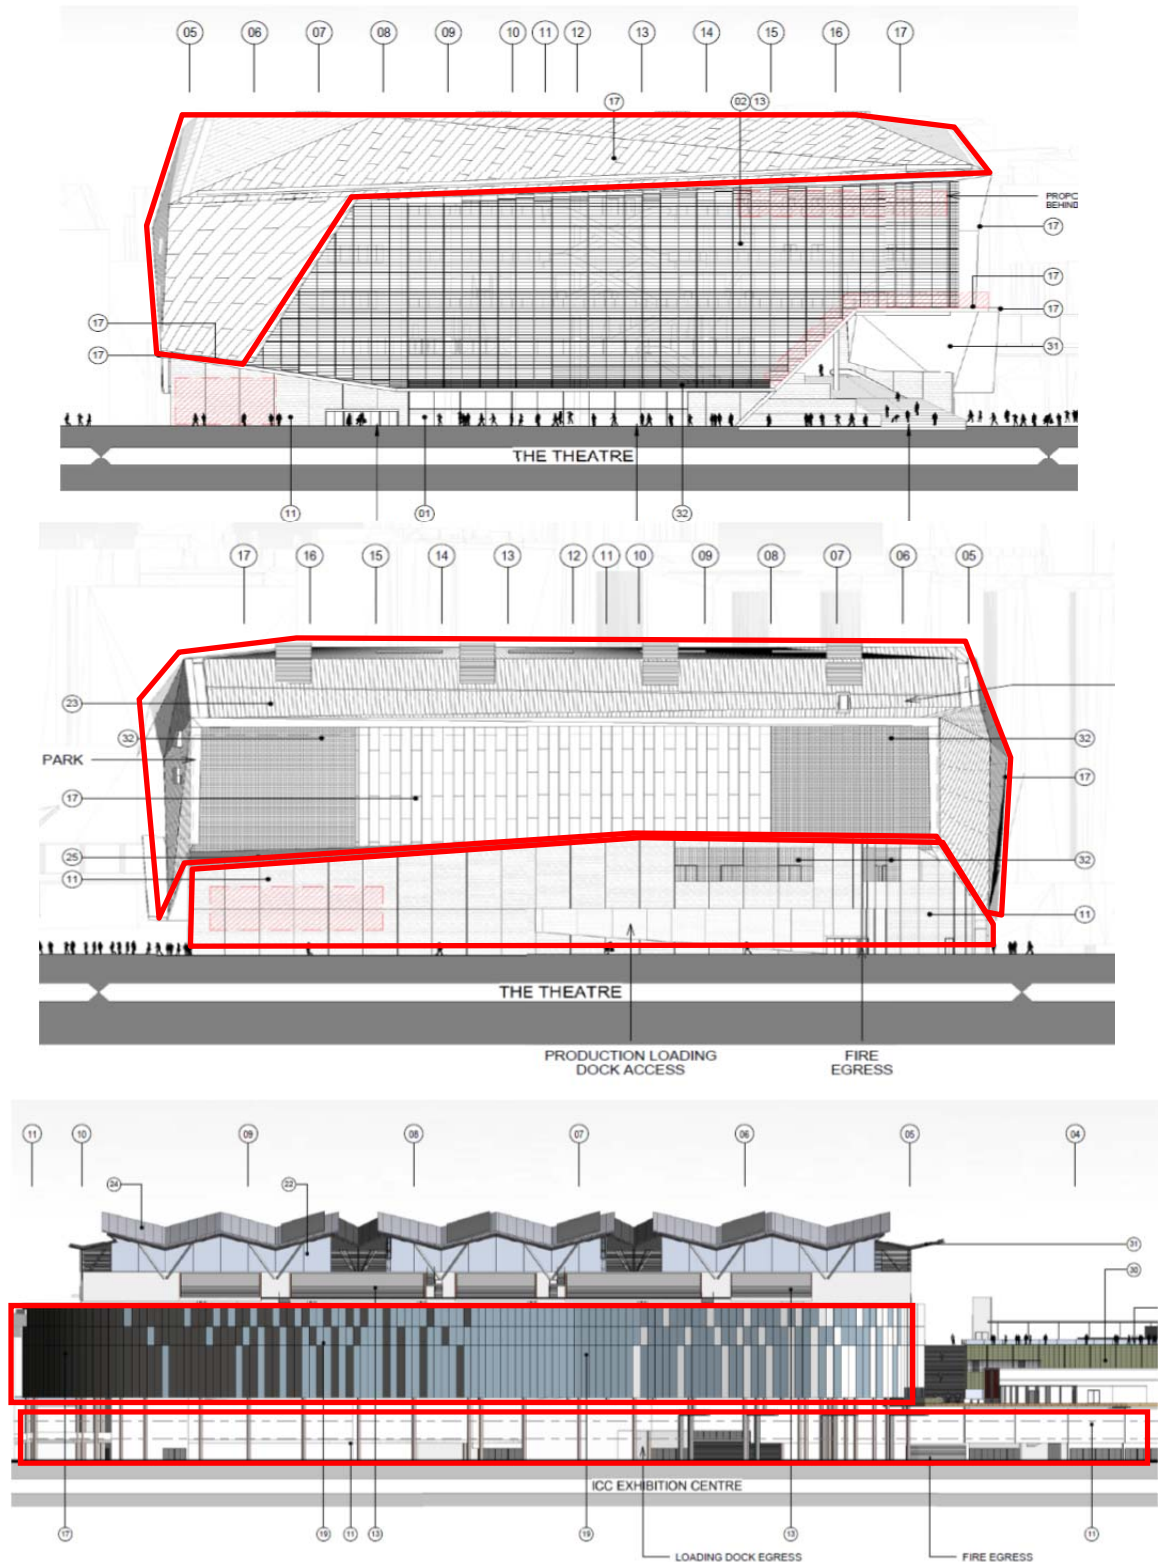 05 06 07 08 09 10 11 12 13 14 15 16 17
17 02 13
PROPO
BEHIND
17
17
17 17
17 31
THE THEATRE
11 01 32
17 16 15 14 13 12 11 10 09 08 07 06 05
23
32 32
PARK
17 17
25 32
11
11
THE THEATRE
PRODUCTION LOADING
DOCK ACCESS
FIRE
EGRESS
11 10 09 08 07 06 05 04
24 22
31
30
ICC EXHIBITION CENTRE
17 19 11 13 19 13 11
LOADING DOCK EGRESS FIRE EGRESS